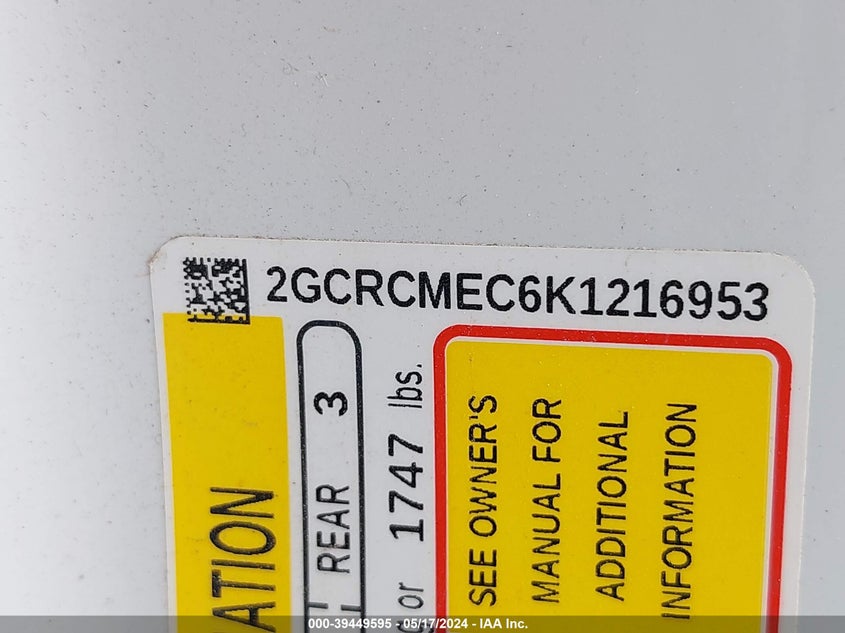 2GCRCMEC6K1216953
REAR 3
or 1747 lbs.
SEE OWNER'S
MANUAL FOR
ADDITIONAL
INFORMATION
000-39449595 - 05/17/2024 - IAA Inc.